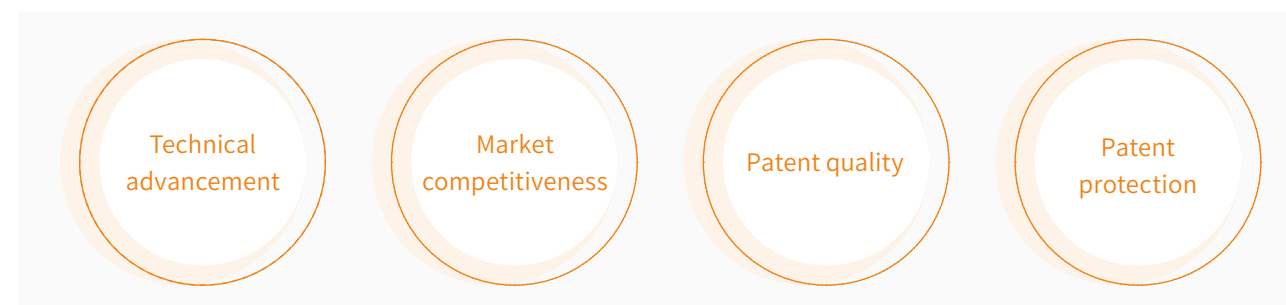 Technical
advancement
Market
competitiveness
Patent quality
Patent
protection